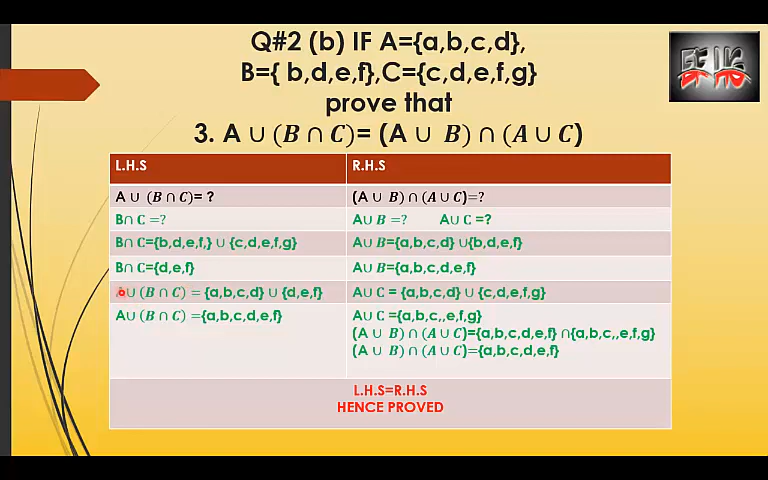 Q#2 (b) IF A={a,b,c,d},
B={ b,d,e,f},C={c,d,e,f,g}
prove that
3. A ∪ (B ∩ C)= (A ∪ B) ∩ (A ∪ C)
L.H.S
R.H.S
A ∪ (B ∩ C)= ?
(A ∪ B) ∩ (A ∪ C)=?
B∩ C =?
A∪ B =? A∪ C =?
B∩ C={b,d,e,f,} ∪ {c,d,e,f,g}
A∪ B={a,b,c,d} ∪{b,d,e,f}
B∩ C={d,e,f}
A∪ B={a,b,c,d,e,f}
∪ (B ∩ C) = {a,b,c,d} ∪ {d,e,f}
A∪ C = {a,b,c,d} ∪ {c,d,e,f,g}
A∪ (B ∩ C) ={a,b,c,d,e,f}
A∪ C ={a,b,c,,e,f,g}
(A ∪ B) ∩ (A ∪ C)={a,b,c,d,e,f} ∩{a,b,c,,e,f,g}
(A ∪ B) ∩ (A ∪ C)={a,b,c,d,e,f}
L.H.S=R.H.S
HENCE PROVED